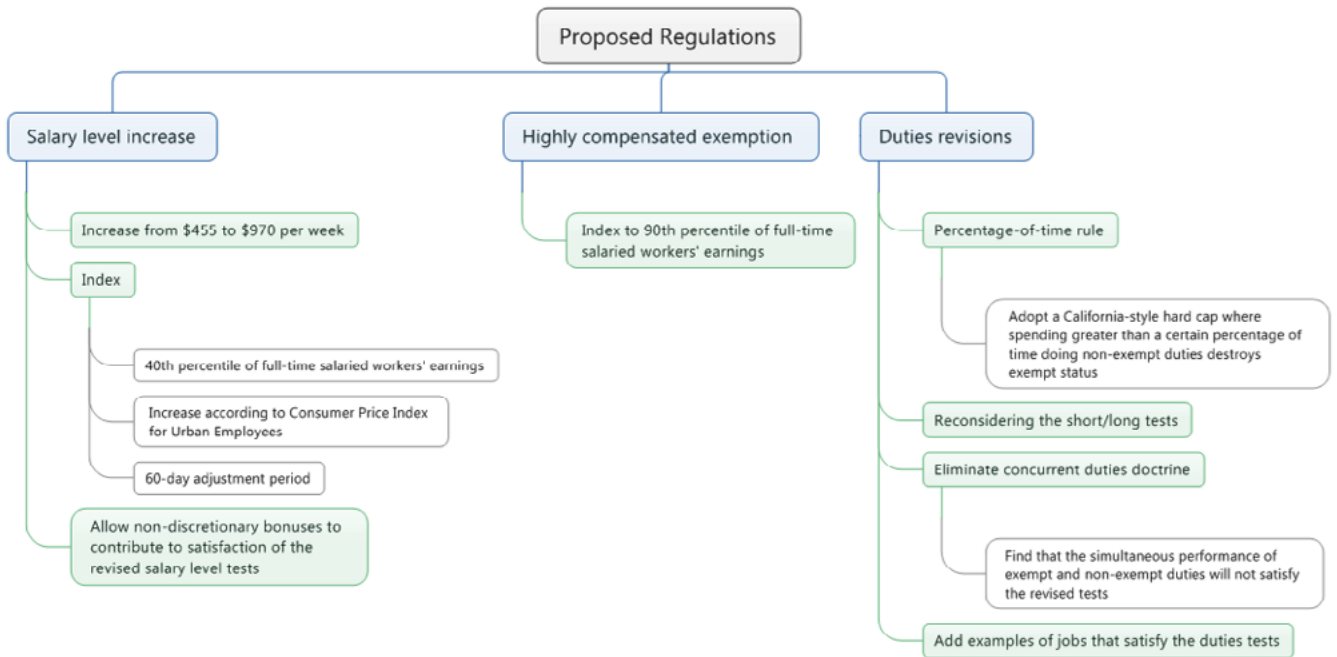 Proposed Regulations
Salary level increase
Increase from $455 to $970 per week
Index
40th percentile of full-time salaried workers' earnings
Increase according to Consumer Price Index
for Urban Employees
60-day adjustment period
Allow non-discretionary bonuses to
contribute to satisfaction of the
revised salary level tests
Highly compensated exemption
Index to 90th percentile of full-time
salaried workers' earnings
Duties revisions
Percentage-of-time rule
Adopt a California-style hard cap where
spending greater than a certain percentage of
time doing non-exempt duties destroys
exempt status
Reconsidering the short/long tests
Eliminate concurrent duties doctrine
Find that the simultaneous performance of
exempt and non-exempt duties will not satisfy
the revised tests
Add examples of jobs that satisfy the duties tests